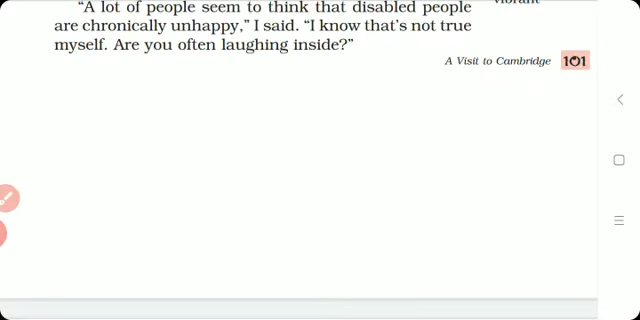 “A lot of people seem to think that disabled people
are chronically unhappy,” I said. “I know that’s not true
myself. Are you often laughing inside?”
A Visit to Cambridge 101